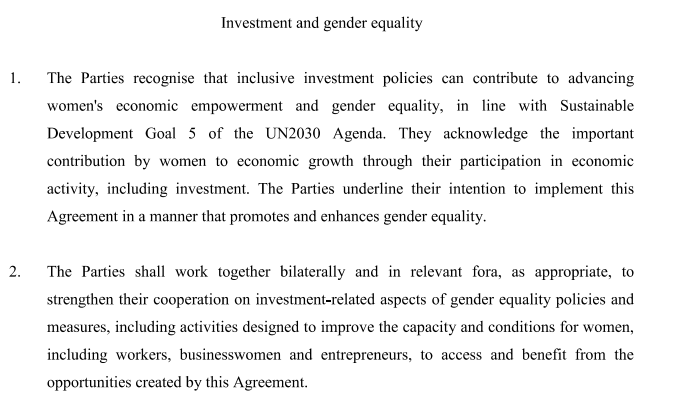 Investment and gender equality
1. The Parties recognise that inclusive investment policies can contribute to advancing
women's economic empowerment and gender equality, in line with Sustainable
Development Goal 5 of the UN2030 Agenda. They acknowledge the important
contribution by women to economic growth through their participation in economic
activity, including investment. The Parties underline their intention to implement this
Agreement in a manner that promotes and enhances gender equality.
2. The Parties shall work together bilaterally and in relevant fora, as appropriate, to
strengthen their cooperation on investment-related aspects of gender equality policies and
measures, including activities designed to improve the capacity and conditions for women,
including workers, businesswomen and entrepreneurs, to access and benefit from the
opportunities created by this Agreement.